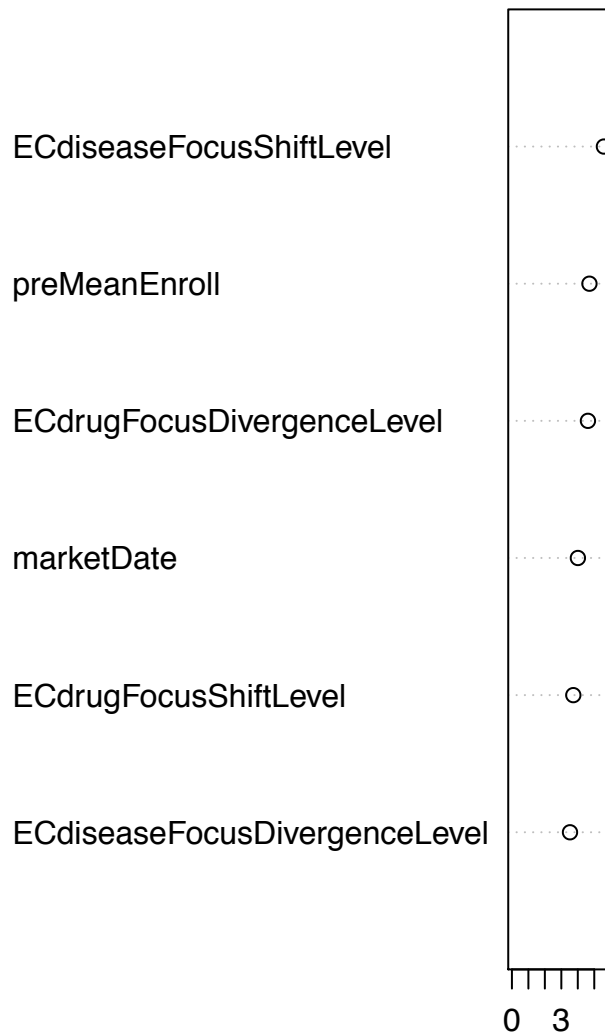 ECdiseaseFocusShiftLevel
preMeanEnroll
ECdrugFocusDivergenceLevel
marketDate
ECdrugFocusShiftLevel
ECdiseaseFocusDivergenceLevel
0 3